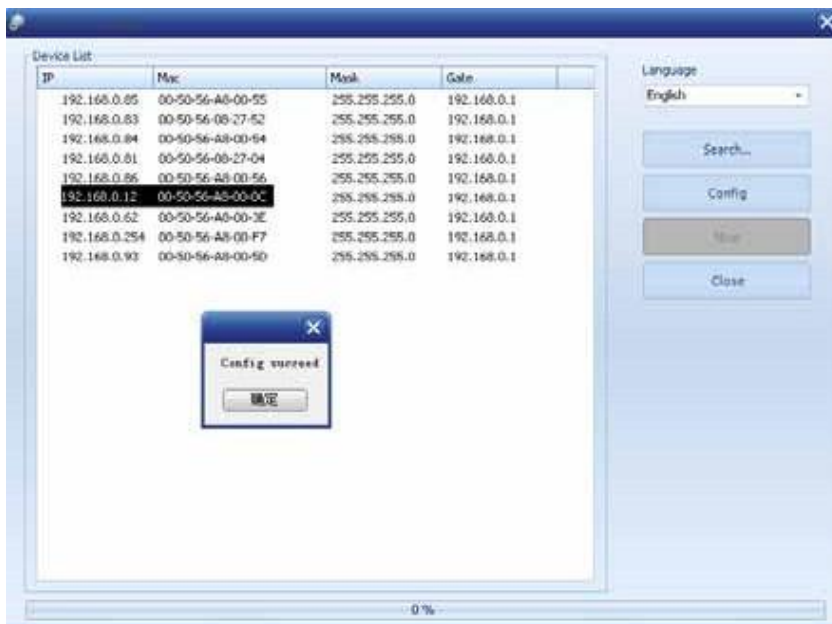 Device List
IP Mac Mask Gate
192.168.0.85 00-50-56-A8-00-55 255.255.255.0 192.168.0.1
192.168.0.83 00-50-56-08-27-52 255.255.255.0 192.168.0.1
192.168.0.84 00-50-56-A8-00-54 255.255.255.0 192.168.0.1
192.168.0.81 00-50-56-08-27-04 255.255.255.0 192.168.0.1
192.168.0.86 00-50-56-A8-00-56 255.255.255.0 192.168.0.1
192.168.0.12 00-50-56-A8-00-0C 255.255.255.0 192.168.0.1
192.168.0.62 00-50-56-A8-00-3E 255.255.255.0 192.168.0.1
192.168.0.254 00-50-56-A8-00-F7 255.255.255.0 192.168.0.1
192.168.0.93 00-50-56-A8-00-5D 255.255.255.0 192.168.0.1
Language
English
Search...
Config
Close
Config succeed
确定
0 %